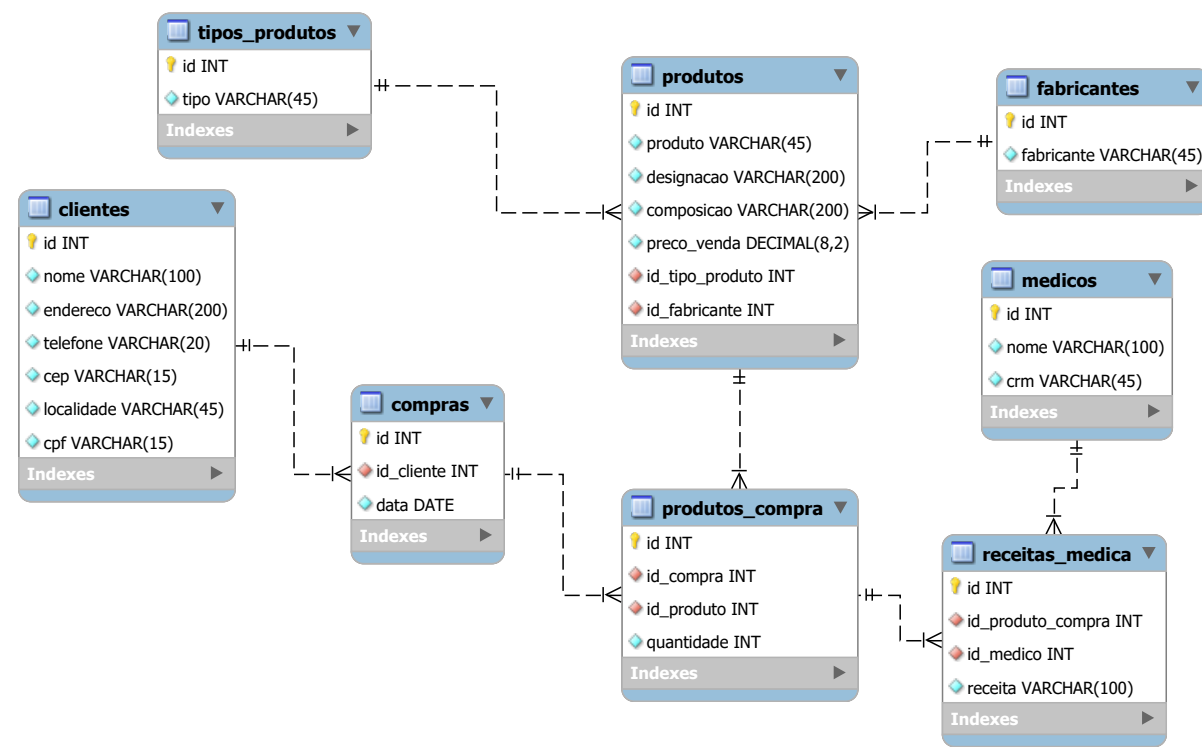 tipos_produtos
id INT
tipo VARCHAR(45)
Indexes
produtos
id INT
produto VARCHAR(45)
designacao VARCHAR(200)
composicao VARCHAR(200)
preco_venda DECIMAL(8,2)
id_tipo_produto INT
id_fabricante INT
Indexes
fabricantes
id INT
fabricante VARCHAR(45)
Indexes
clientes
id INT
nome VARCHAR(100)
endereco VARCHAR(200)
telefone VARCHAR(20)
cep VARCHAR(15)
localidade VARCHAR(45)
cpf VARCHAR(15)
Indexes
medicos
id INT
nome VARCHAR(100)
crm VARCHAR(45)
Indexes
compras
id INT
id_cliente INT
data DATE
Indexes
produtos_compra
id INT
id_compra INT
id_produto INT
quantidade INT
Indexes
receitas_medica
id INT
id_produto_compra INT
id_medico INT
receita VARCHAR(100)
Indexes